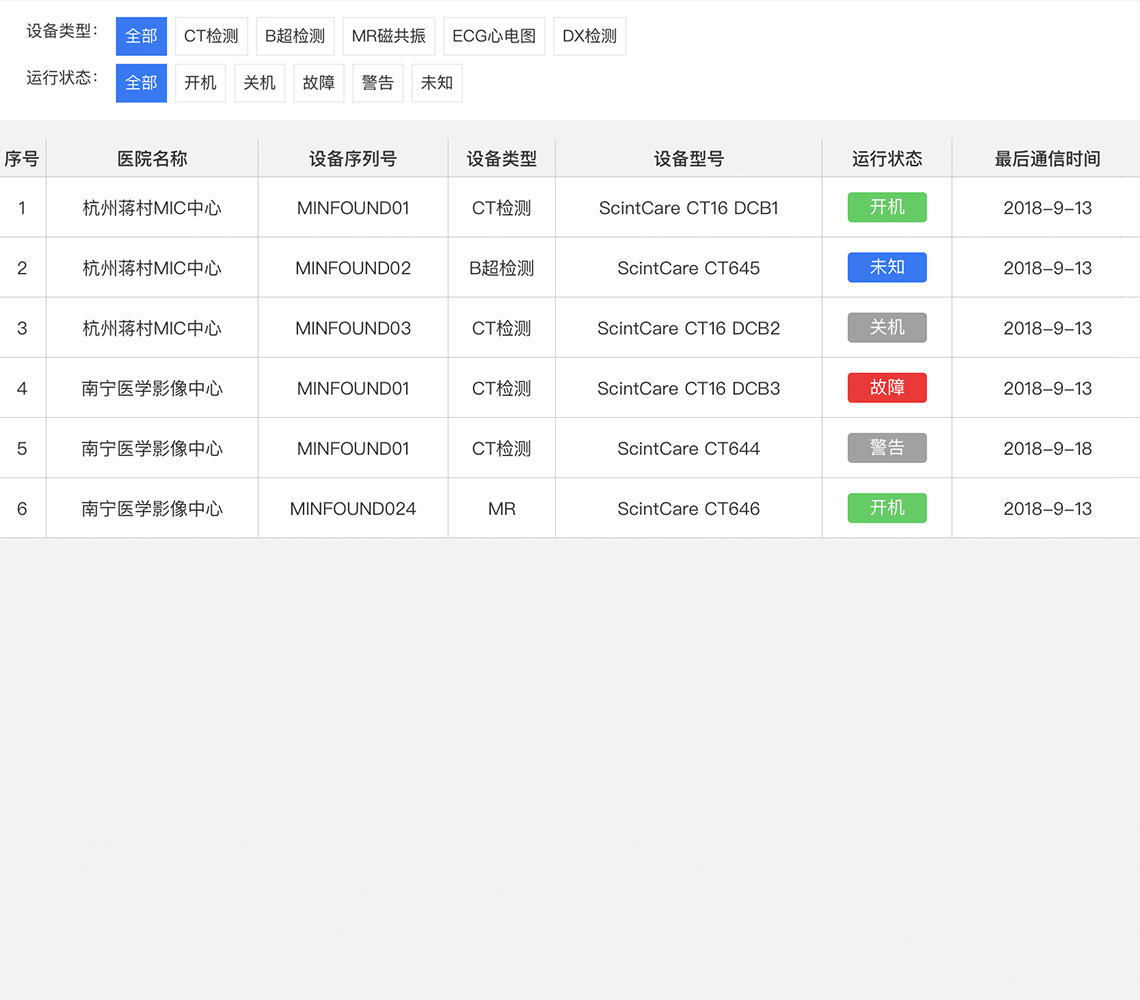 设备类型： 全部 CT检测 B超检测 MR磁共振 ECG心电图 DX检测
运行状态： 全部 开机 关机 故障 警告 未知
序号 医院名称 设备序列号 设备类型 设备型号 运行状态 最后通信时间
1 杭州蒋村MIC中心 MINFOUND01 CT检测 ScintCare CT16 DCB1 开机 2018-9-13
2 杭州蒋村MIC中心 MINFOUND02 B超检测 ScintCare CT645 未知 2018-9-13
3 杭州蒋村MIC中心 MINFOUND03 CT检测 ScintCare CT16 DCB2 关机 2018-9-13
4 南宁医学影像中心 MINFOUND01 CT检测 ScintCare CT16 DCB3 故障 2018-9-13
5 南宁医学影像中心 MINFOUND01 CT检测 ScintCare CT644 警告 2018-9-18
6 南宁医学影像中心 MINFOUND024 MR ScintCare CT646 开机 2018-9-13